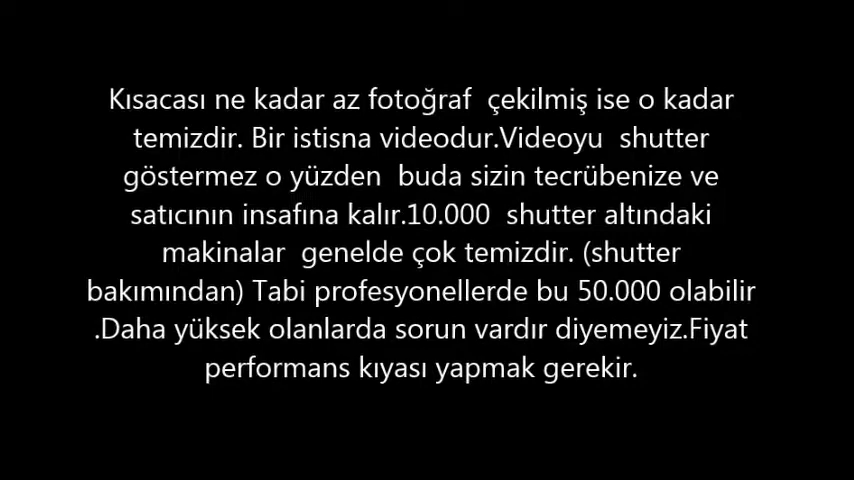 Kısacası ne kadar az fotoğraf  çekilmiş ise o kadar
temizdir. Bir istisna videodur.Videoyu  shutter
göstermez o yüzden  buda sizin tecrübenize ve
satıcının insafına kalır.10.000  shutter altındaki
makinalar  genelde çok temizdir. (shutter
bakımından) Tabi profesyonellerde bu 50.000 olabilir
.Daha yüksek olanlarda sorun vardır diyemeyiz.Fiyat
performans kıyası yapmak gerekir.